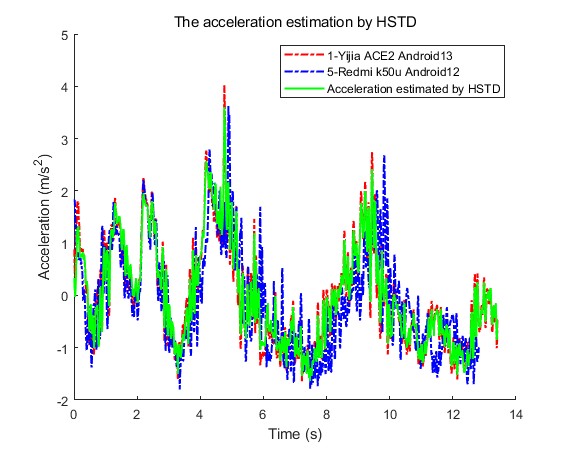 The acceleration estimation by HSTD
5
4
3
2
1
0
-1
-2
Acceleration (m/s²)
1-Yijia ACE2 Android13
5-Redmi k50u Android12
Acceleration estimated by HSTD
0 2 4 6 8 10 12 14
Time (s)